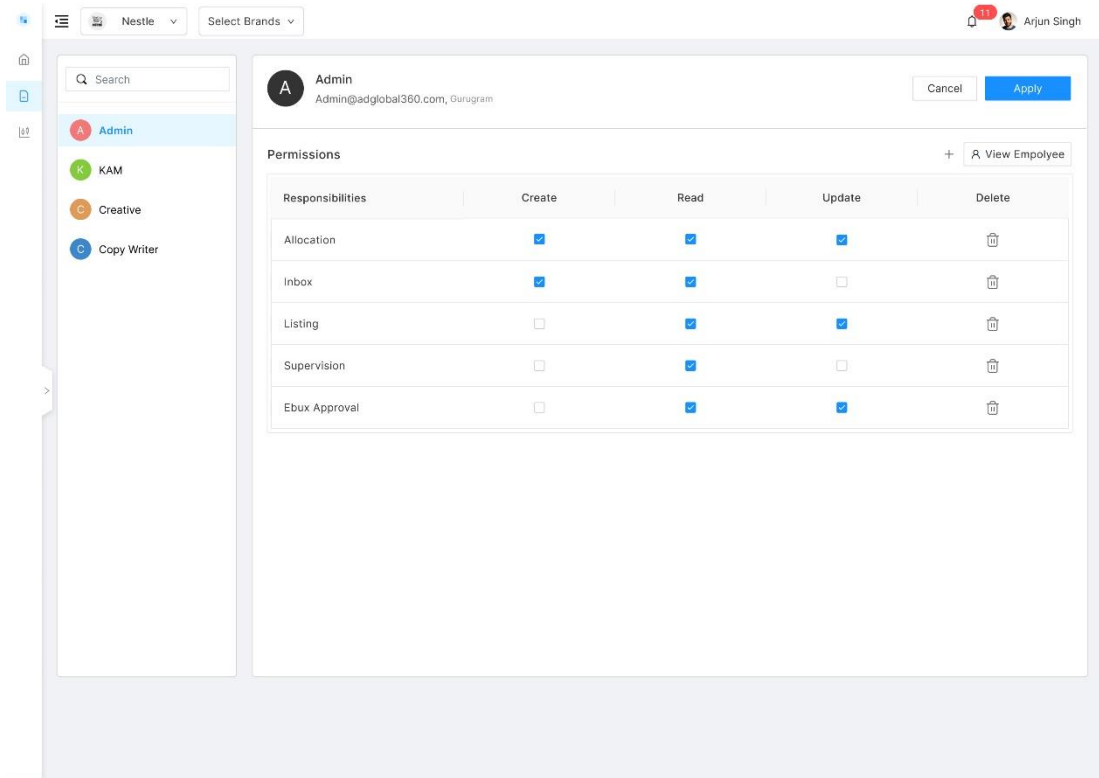 Nestle
Select Brands
11
Arjun Singh
Search
A Admin
K KAM
C Creative
C Copy Writer
A
Admin
Admin@adglobal360.com, Gurugram
Cancel
Apply
Permissions
+
View Empolyee
Responsibilities Create Read Update Delete
Allocation
Inbox
Listing
Supervision
Ebux Approval